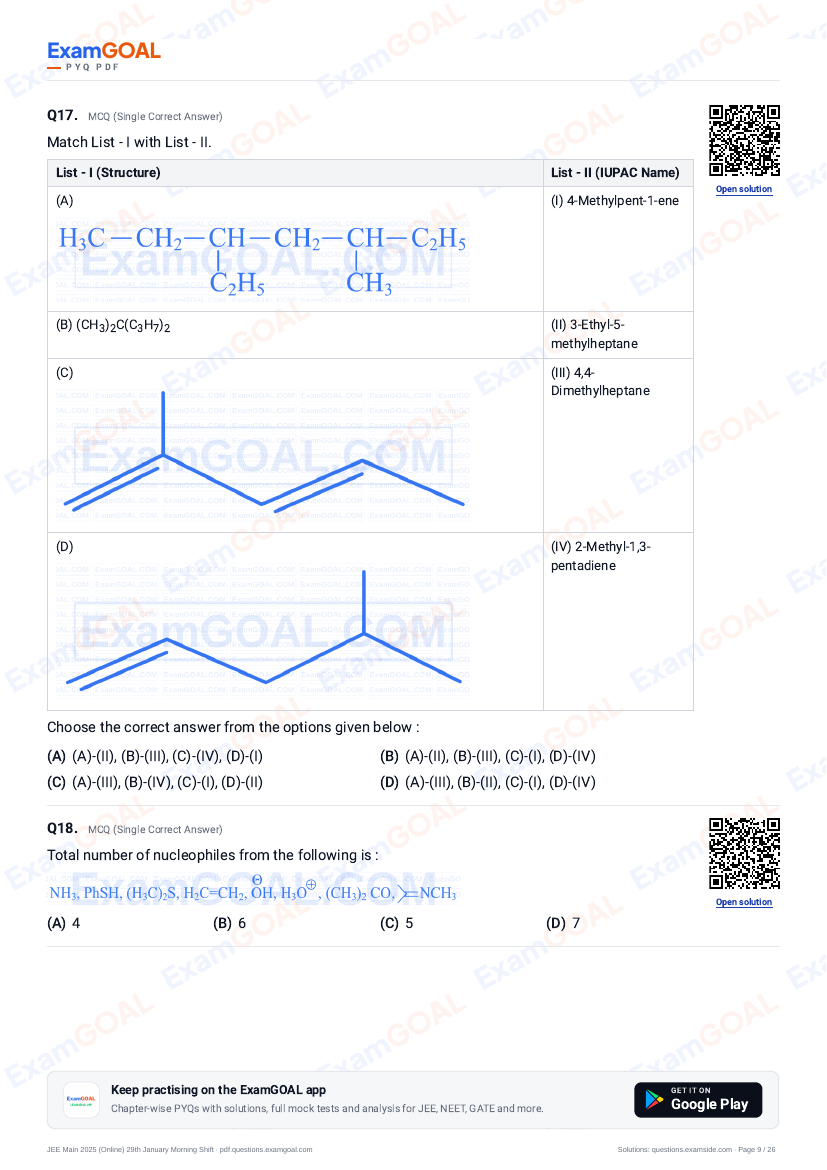 ExamGOAL
PYQ PDF
Q17. MCQ (Single Correct Answer)
Match List - I with List - II.
Open solution
List - I (Structure) List - II (IUPAC Name)
(A) (I) 4-Methylpent-1-ene
H₃C — CH₂ — CH — CH₂ — CH — C₂H₅
C₂H₅ CH₃
(B) (CH₃)₂C(C₃H₇)₂ (II) 3-Ethyl-5-
methylheptane
(C) (III) 4,4-
Dimethylheptane
ExamGOAL.COM
(D) (IV) 2-Methyl-1,3-
pentadiene
ExamGOAL.COM
Choose the correct answer from the options given below :
(A) (A)-(II), (B)-(III), (C)-(IV), (D)-(I) (B) (A)-(II), (B)-(III), (C)-(I), (D)-(IV)
(C) (A)-(III), (B)-(IV), (C)-(I), (D)-(II) (D) (A)-(III), (B)-(II), (C)-(I), (D)-(IV)
Q18. MCQ (Single Correct Answer)
Total number of nucleophiles from the following is :
NH₃, PhSH, (H₃C)₂S, H₂C=CH₂, ⊖OH, H₃O⊕, (CH₃)₂ CO, >=NCH₃
Open solution
(A) 4 (B) 6 (C) 5 (D) 7
Keep practising on the ExamGOAL app
Chapter-wise PYQs with solutions, full mock tests and analysis for JEE, NEET, GATE and more.
GET IT ON
Google Play
JEE Main 2025 (Online) 29th January Morning Shift · pdf.questions.examgoal.com Solutions: questions.examside.com · Page 9 / 26